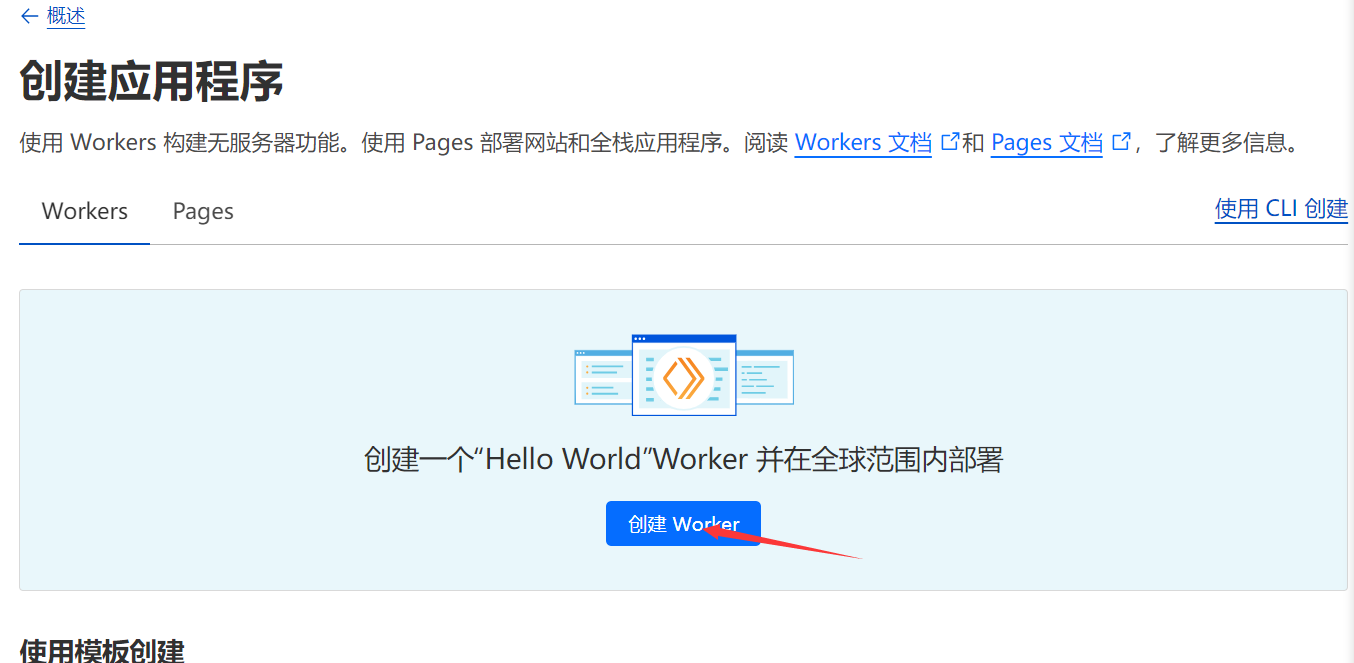 概述
创建应用程序
使用 Workers 构建无服务器功能。使用 Pages 部署网站和全栈应用程序。阅读 Workers 文档 和 Pages 文档 ，了解更多信息。
Workers Pages 使用 CLI 创建
创建一个“Hello World”Worker 并在全球范围内部署
创建 Worker
使用模板创建